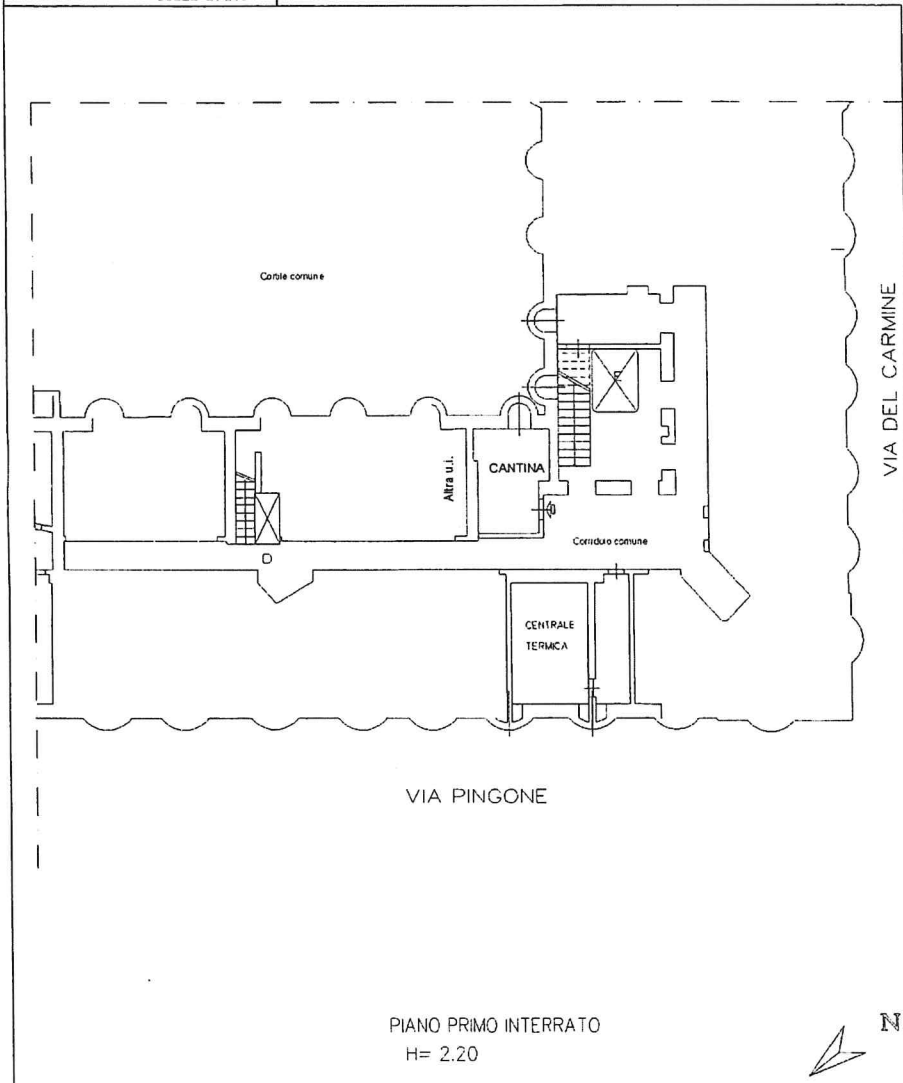 Cortile comune
E
VIA DEL CARMINE
Altra u.i.
CANTINA
Corridoio comune
D
CENTRALE
TERMICA
VIA PINGONE
PIANO PRIMO INTERRATO
H= 2.20
N